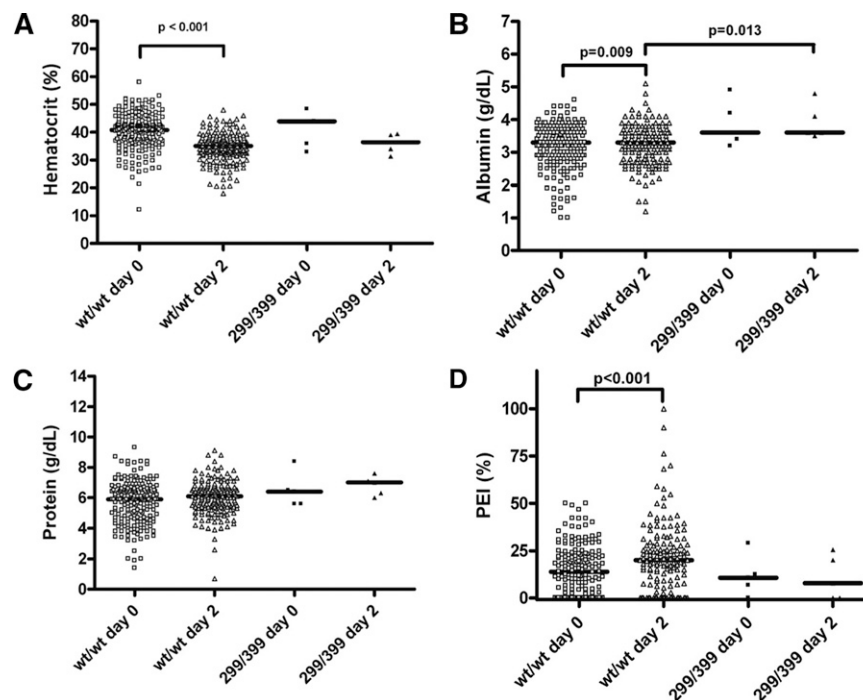 A
p < 0.001
Hematocrit (%)
80
70
60
50
40
30
20
10
0
wt/wt day 0
wt/wt day 2
299/399 day 0
299/399 day 2
B
p=0.013
p=0.009
Albumin (g/dL)
7
6
5
4
3
2
1
0
wt/wt day 0
wt/wt day 2
299/399 day 0
299/399 day 2
C
Protein (g/dL)
14
12
10
8
6
4
2
0
wt/wt day 0
wt/wt day 2
299/399 day 0
299/399 day 2
D
p<0.001
PEI (%)
100
75
50
25
0
wt/wt day 0
wt/wt day 2
299/399 day 0
299/399 day 2